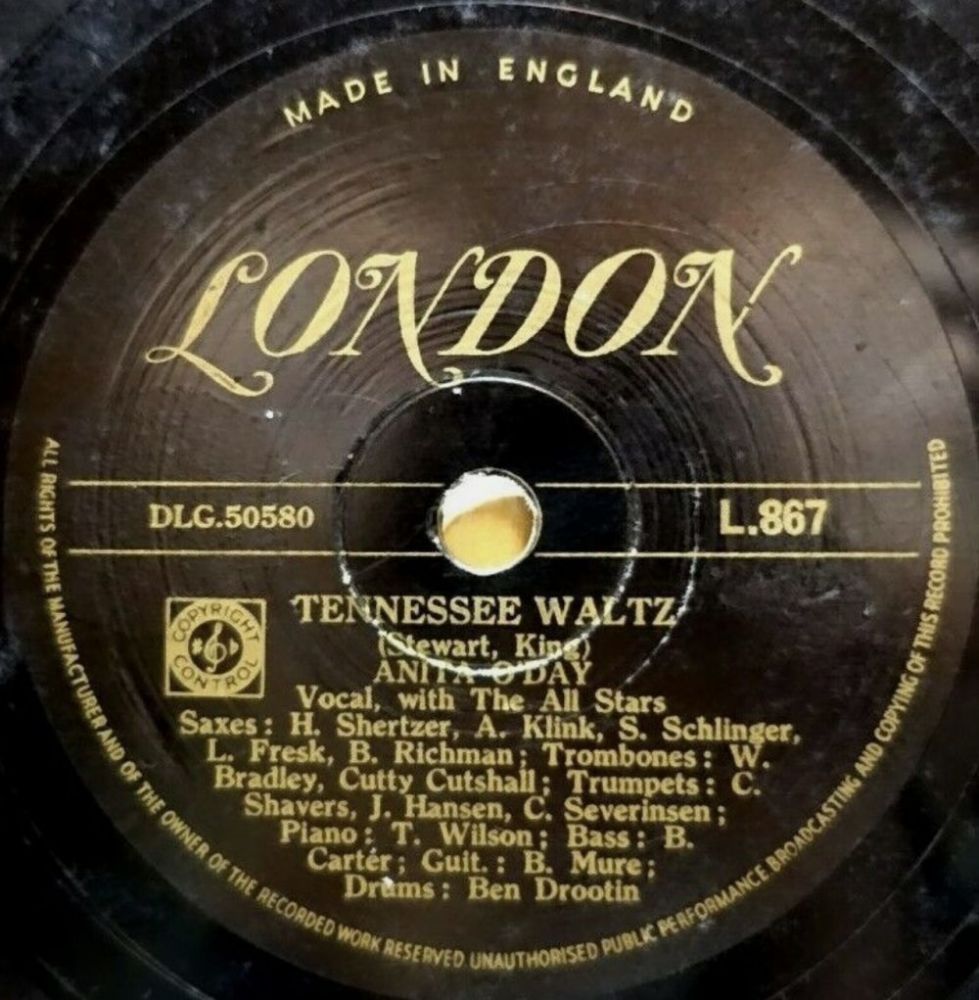 MADE IN ENGLAND
LONDON
DLG.50580
L.867
COPYRIGHT
CONTROL
TENNESSEE WALTZ
(Stewart, King)
ANITA O'DAY
Vocal, with The All Stars
Saxes: H. Shertzer, A. Klink, S. Schlinger,
L. Fresk, B. Richman; Trombones: W.
Bradley, Cutty Cutshall; Trumpets: C.
Shavers, J. Hansen, C. Severinsen;
Piano: T. Wilson; Bass: B.
Carter; Guit.: B. Mure;
Drums: Ben Drootin
ALL RIGHTS OF THE MANUFACTURER AND OF THE OWNER OF THE RECORDED WORK RESERVED UNAUTHORISED PUBLIC PERFORMANCE BROADCASTING AND COPYING OF THIS RECORD PROHIBITED